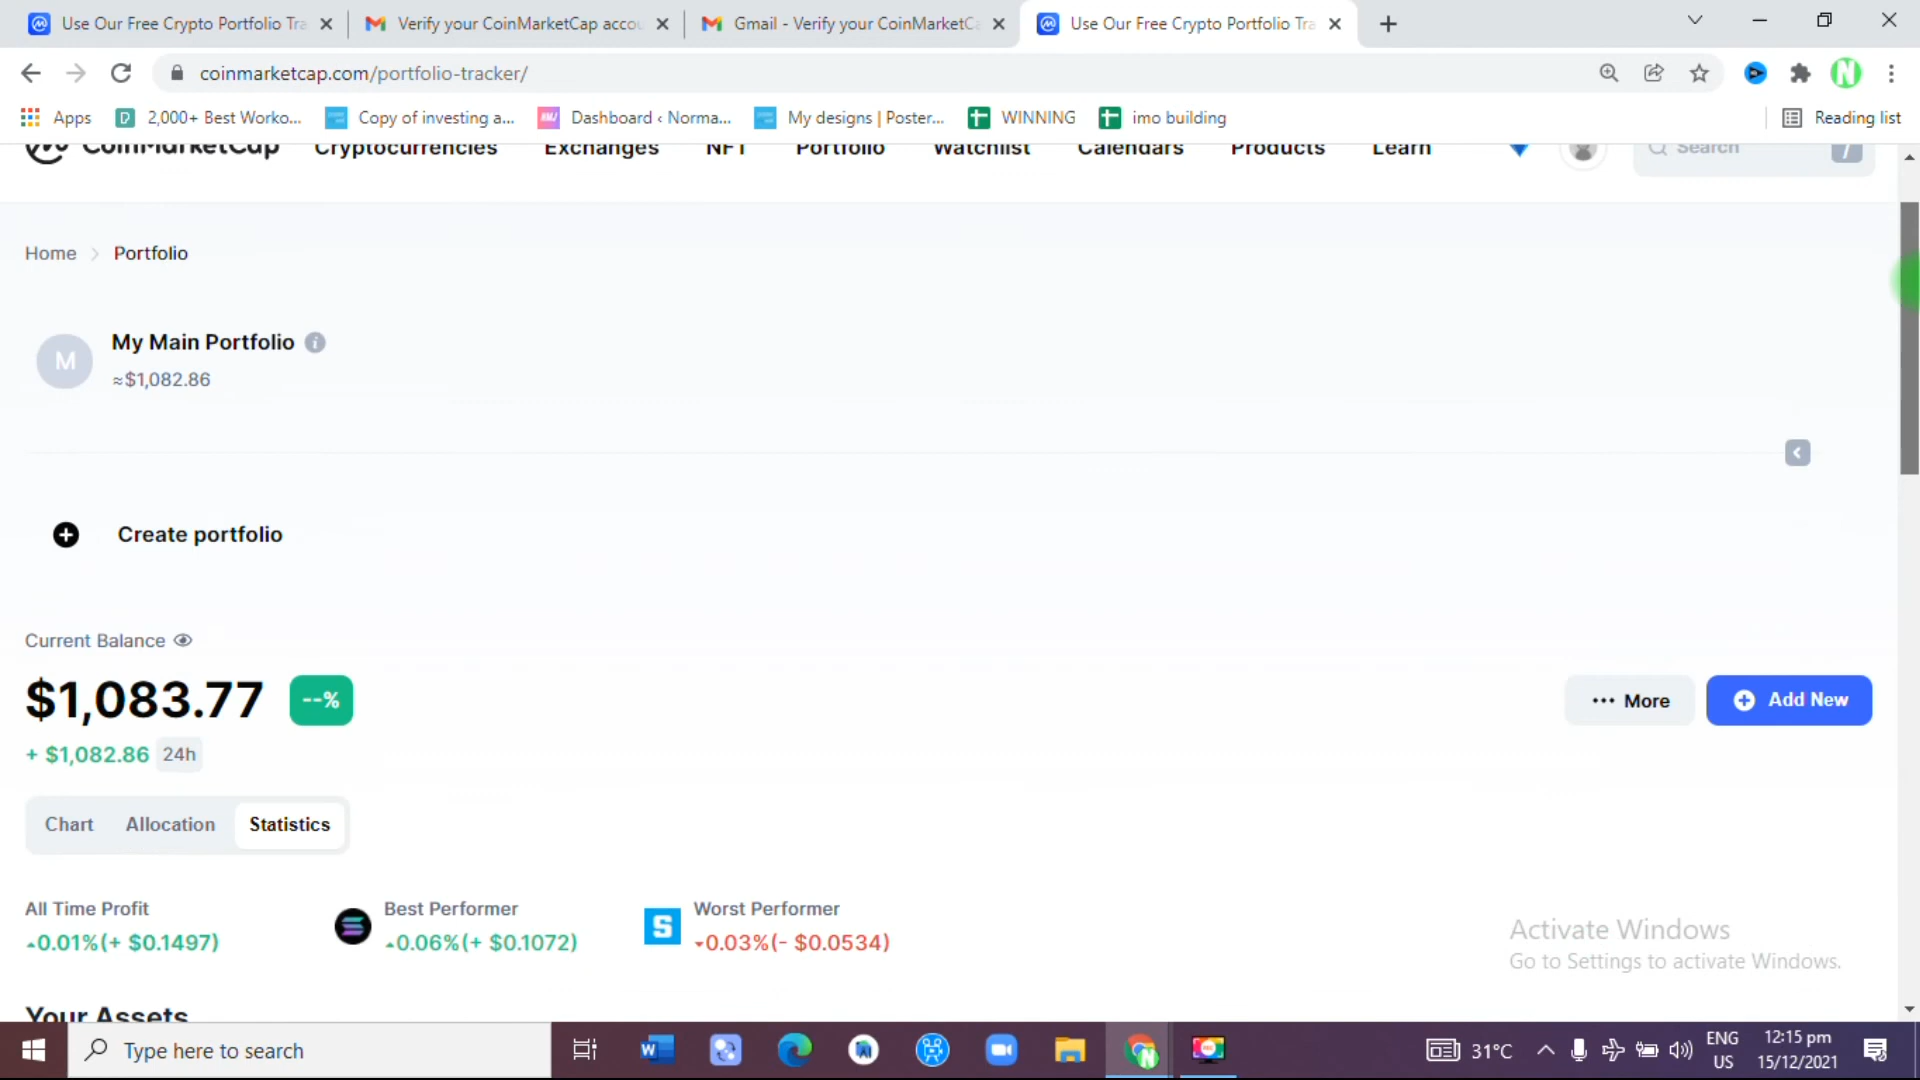 Use Our Free Crypto Portfolio Tra
Verify your CoinMarketCap accou
Gmail - Verify your CoinMarketCa
Use Our Free Crypto Portfolio Tra
coinmarketcap.com/portfolio-tracker/
Apps
2,000+ Best Worko...
Copy of investing a...
Dashboard ‹ Norma...
My designs | Poster...
WINNING
imo building
Reading list
CoinMarketCap
Cryptocurrencies
Exchanges
NFT
Portfolio
Watchlist
Calendars
Products
Learn
Search
/
Home > Portfolio
M
My Main Portfolio
≈$1,082.86
Create portfolio
Current Balance
$1,083.77
--%
••• More
Add New
+ $1,082.86 24h
Chart
Allocation
Statistics
All Time Profit
0.01%(+ $0.1497)
Best Performer
0.06%(+ $0.1072)
S
Worst Performer
0.03%(- $0.0534)
Activate Windows
Go to Settings to activate Windows.
Your Assets
Type here to search
31°C
ENG
US
12:15 pm
15/12/2021